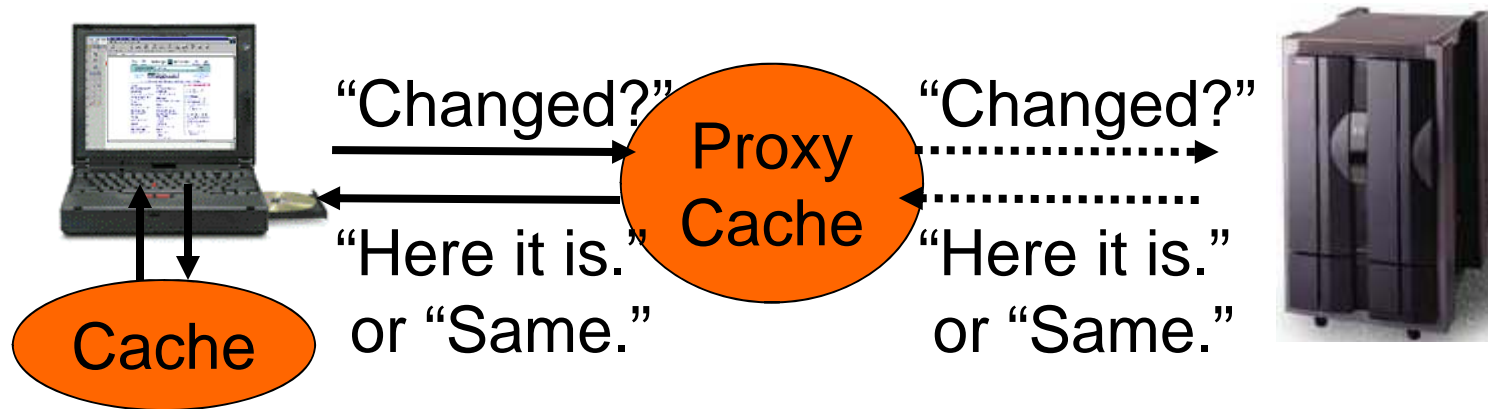 “Changed?”
Proxy
Cache
“Changed?”
“Here it is.”
or “Same.”
“Here it is.”
or “Same.”
Cache